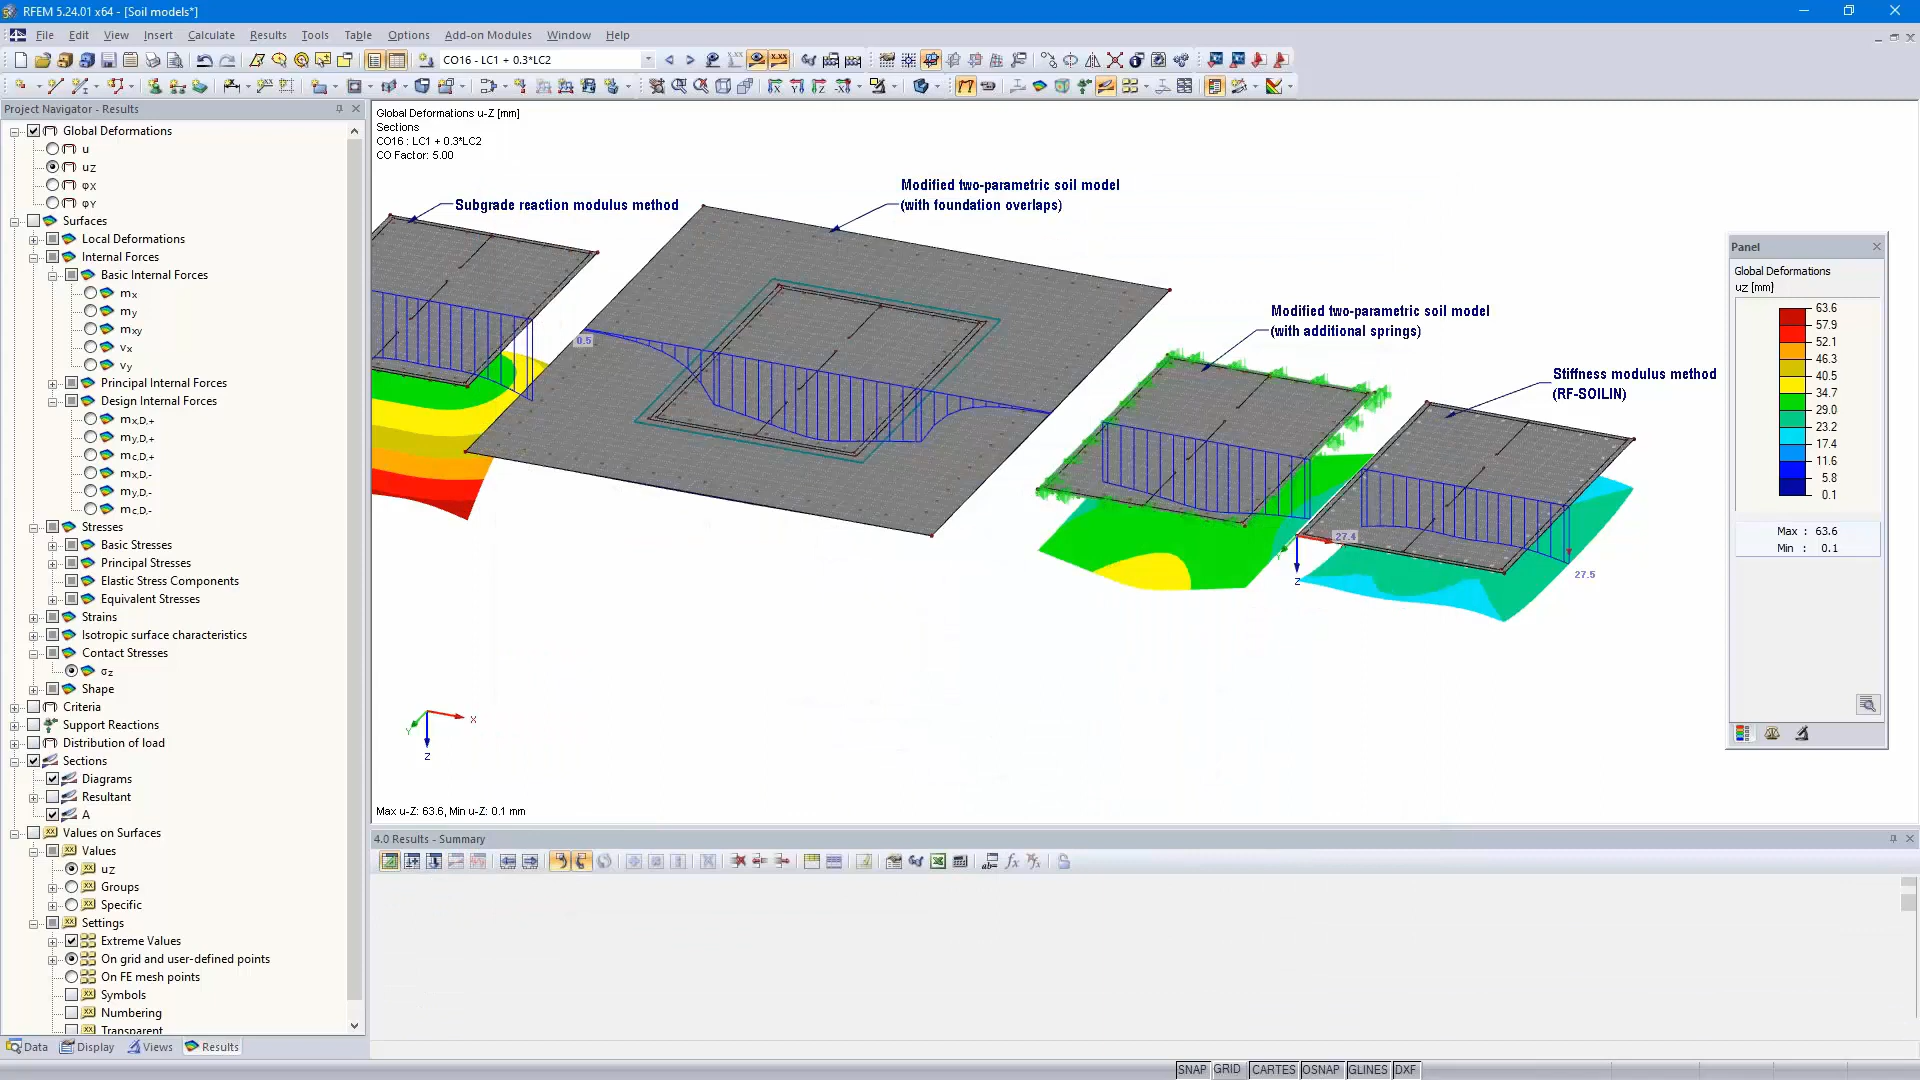 RFEM 5.24.01 x64 - [Soil models*]
File Edit View Insert Calculate Results Tools Table Options Add-on Modules Window Help
CO16 - LC1 + 0.3*LC2
Project Navigator - Results
Global Deformations
u
uz
φX
φY
Surfaces
Local Deformations
Internal Forces
Basic Internal Forces
mx
my
mxy
vx
vy
Principal Internal Forces
Design Internal Forces
mx,D,+
my,D,+
mc,D,+
mx,D,-
my,D,-
mc,D,-
Stresses
Basic Stresses
Principal Stresses
Elastic Stress Components
Equivalent Stresses
Strains
Isotropic surface characteristics
Contact Stresses
σz
Shape
Criteria
Support Reactions
Distribution of load
Sections
Diagrams
Resultant
A
Values on Surfaces
Values
uz
Groups
Specific
Settings
Extreme Values
On grid and user-defined points
On FE mesh points
Symbols
Numbering
Transparent
Data Display Views Results
Global Deformations u-Z [mm]
Sections
CO16 : LC1 + 0.3*LC2
CO Factor: 5.00
Subgrade reaction modulus method
Modified two-parametric soil model
(with foundation overlaps)
Modified two-parametric soil model
(with additional springs)
Stiffness modulus method
(RF-SOILIN)
0.5
27.4
27.5
Z
X
Y
Z
Max u-Z: 63.6, Min u-Z: 0.1 mm
Panel
Global Deformations
uz [mm]
63.6
57.9
52.1
46.3
40.5
34.7
29.0
23.2
17.4
11.6
5.8
0.1
Max : 63.6
Min : 0.1
4.0 Results - Summary
SNAP GRID CARTES OSNAP GLINES DXF